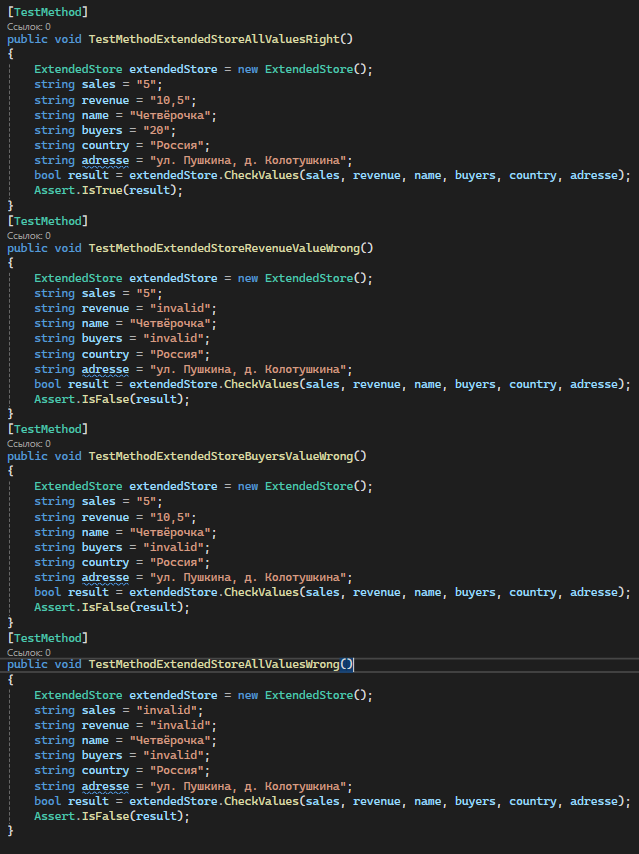 [TestMethod]
Ссылок: 0
public void TestMethodExtendedStoreAllValuesRight()
{
ExtendedStore extendedStore = new ExtendedStore();
string sales = "5";
string revenue = "10,5";
string name = "Четвёрочка";
string buyers = "20";
string country = "Россия";
string adresse = "ул. Пушкина, д. Колотушкина";
bool result = extendedStore.CheckValues(sales, revenue, name, buyers, country, adresse);
Assert.IsTrue(result);
}
[TestMethod]
Ссылок: 0
public void TestMethodExtendedStoreRevenueValueWrong()
{
ExtendedStore extendedStore = new ExtendedStore();
string sales = "5";
string revenue = "invalid";
string name = "Четвёрочка";
string buyers = "invalid";
string country = "Россия";
string adresse = "ул. Пушкина, д. Колотушкина";
bool result = extendedStore.CheckValues(sales, revenue, name, buyers, country, adresse);
Assert.IsFalse(result);
}
[TestMethod]
Ссылок: 0
public void TestMethodExtendedStoreBuyersValueWrong()
{
ExtendedStore extendedStore = new ExtendedStore();
string sales = "5";
string revenue = "10,5";
string name = "Четвёрочка";
string buyers = "invalid";
string country = "Россия";
string adresse = "ул. Пушкина, д. Колотушкина";
bool result = extendedStore.CheckValues(sales, revenue, name, buyers, country, adresse);
Assert.IsFalse(result);
}
[TestMethod]
Ссылок: 0
public void TestMethodExtendedStoreAllValuesWrong()
{
ExtendedStore extendedStore = new ExtendedStore();
string sales = "invalid";
string revenue = "invalid";
string name = "Четвёрочка";
string buyers = "invalid";
string country = "Россия";
string adresse = "ул. Пушкина, д. Колотушкина";
bool result = extendedStore.CheckValues(sales, revenue, name, buyers, country, adresse);
Assert.IsFalse(result);
}